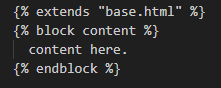 {% extends "base.html" %}
{% block content %}
  content here.
{% endblock %}